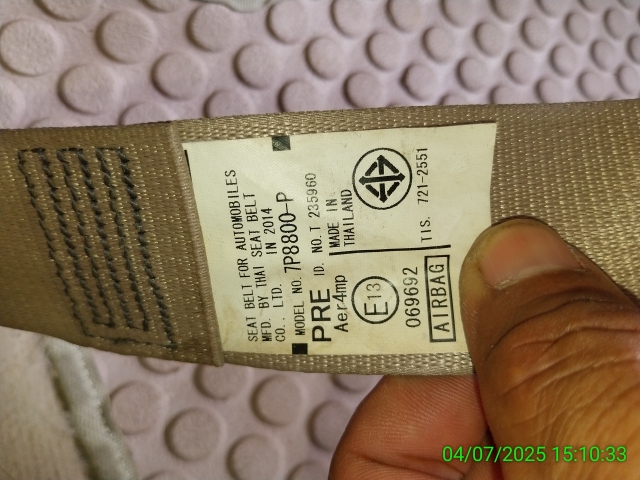 SEAT BELT FOR AUTOMOBILES
MFD. BY THAI SEAT BELT
CO., LTD. IN 2014
MODEL NO. 7P8800-P
PRE ID. NO. T 235960
Aer4mp MADE IN
THAILAND
E13
069692 TIS. 721-2551
AIRBAG
04/07/2025 15:10:33